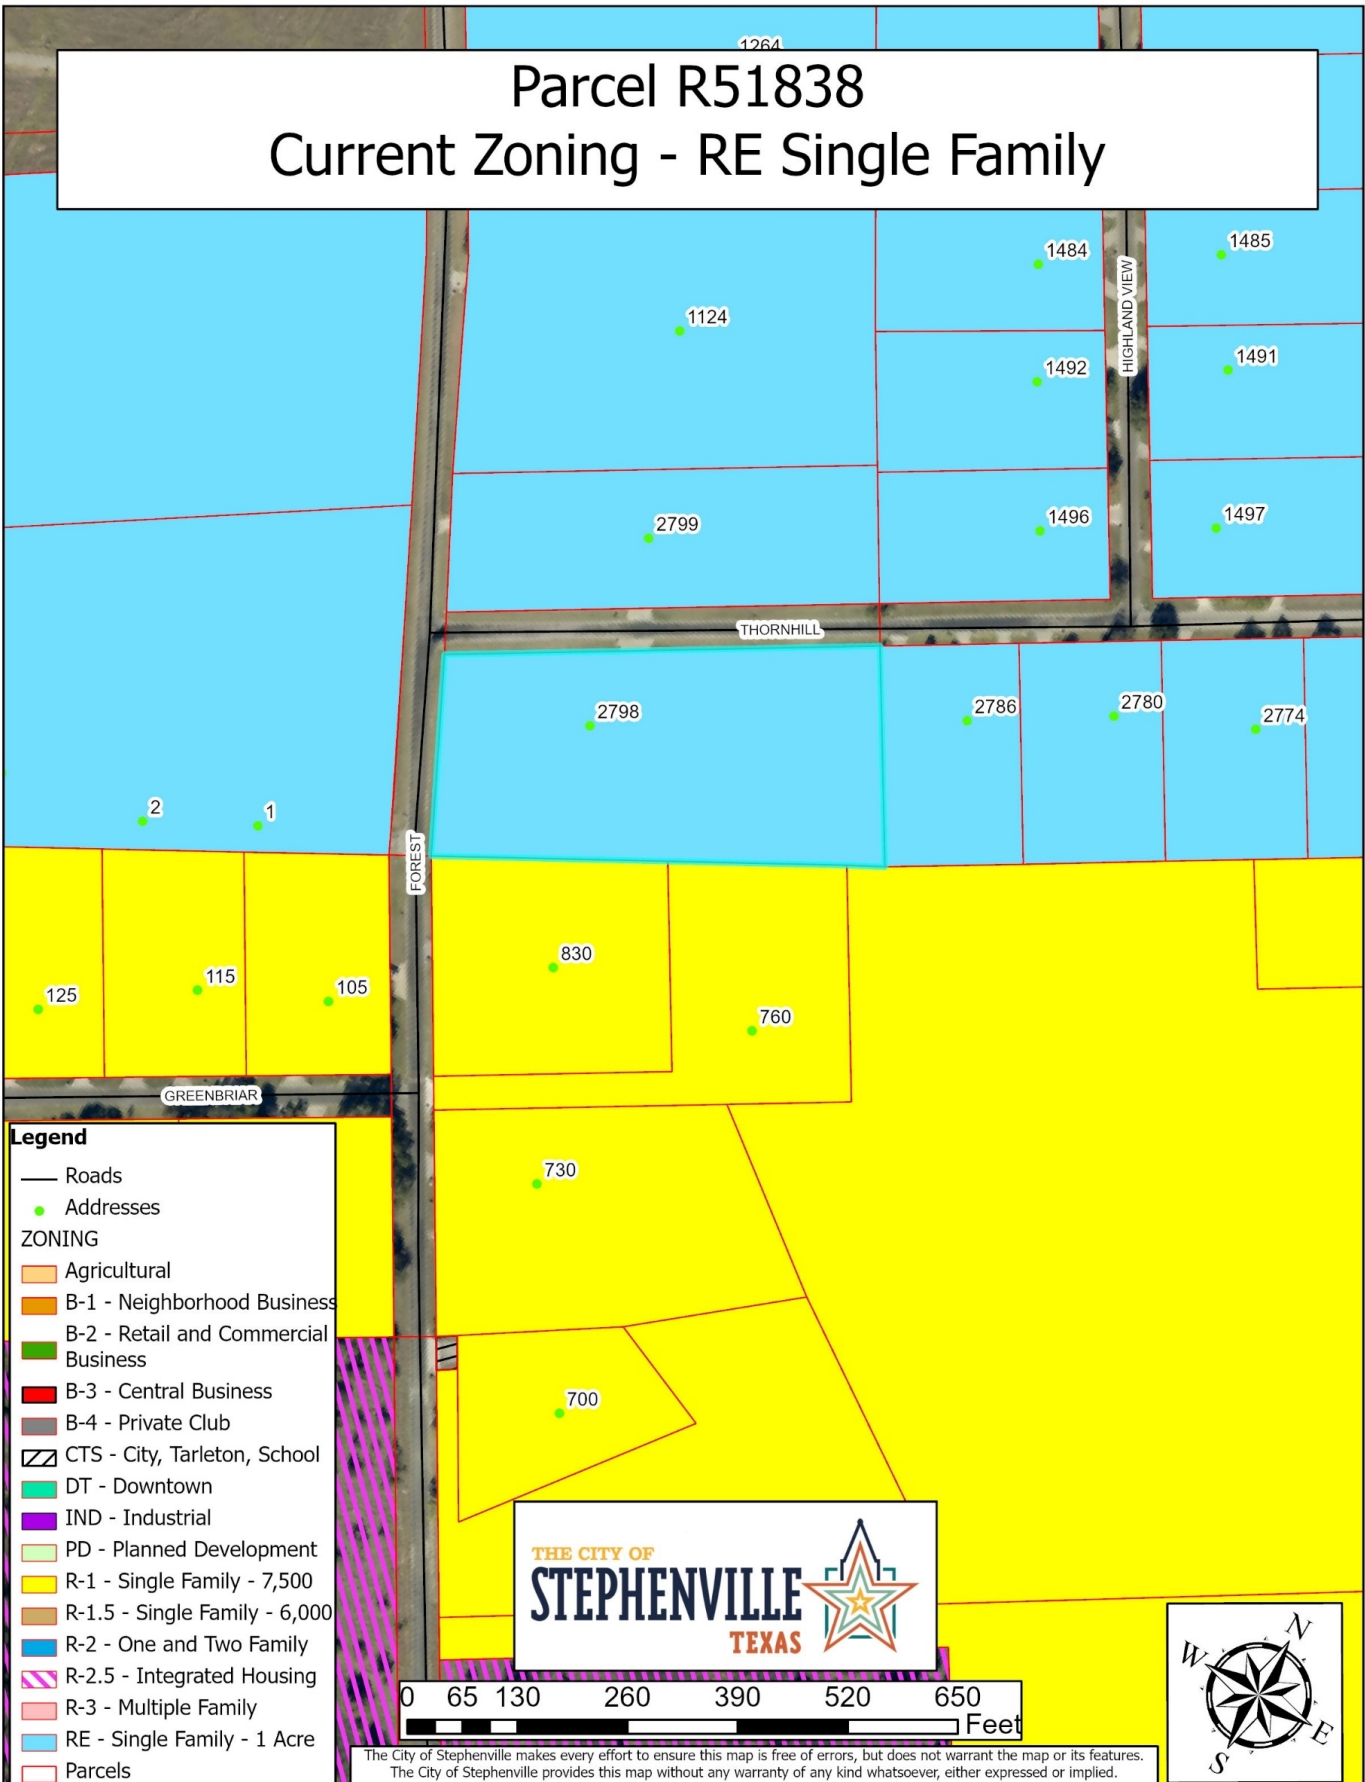 1264
Parcel R51838
Current Zoning - RE Single Family
1484
1485
HIGHLAND VIEW
1124
1492
1491
2799
1496
1497
THORNHILL
2798
2786
2780
2774
2
1
FOREST
830
125
115
105
760
GREENBRIAR
730
700
Legend
Roads
Addresses
ZONING
Agricultural
B-1 - Neighborhood Business
B-2 - Retail and Commercial
Business
B-3 - Central Business
B-4 - Private Club
CTS - City, Tarleton, School
DT - Downtown
IND - Industrial
PD - Planned Development
R-1 - Single Family - 7,500
R-1.5 - Single Family - 6,000
R-2 - One and Two Family
R-2.5 - Integrated Housing
R-3 - Multiple Family
RE - Single Family - 1 Acre
Parcels
THE CITY OF
STEPHENVILLE
TEXAS
0 65 130 260 390 520 650
Feet
N
W
E
S
The City of Stephenville makes every effort to ensure this map is free of errors, but does not warrant the map or its features.
The City of Stephenville provides this map without any warranty of any kind whatsoever, either expressed or implied.